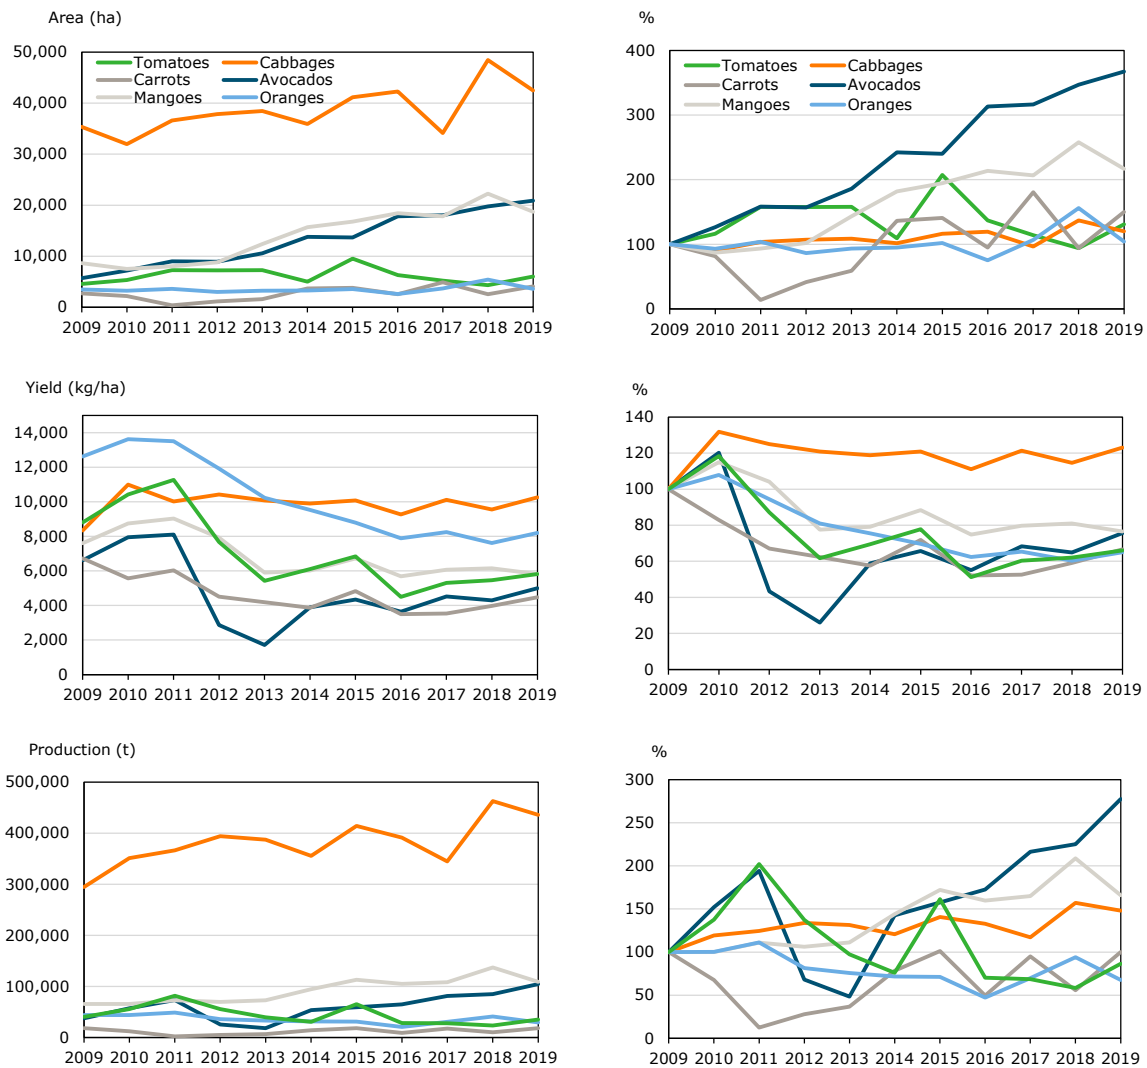 Area (ha)
50,000
40,000
30,000
20,000
10,000
0
Tomatoes Cabbages
Carrots Avocados
Mangoes Oranges
2009 2010 2011 2012 2013 2014 2015 2016 2017 2018 2019
%
400
300
200
100
0
Tomatoes Cabbages
Carrots Avocados
Mangoes Oranges
2009 2010 2011 2012 2013 2014 2015 2016 2017 2018 2019
Yield (kg/ha)
14,000
12,000
10,000
8,000
6,000
4,000
2,000
0
2009 2010 2011 2012 2013 2014 2015 2016 2017 2018 2019
%
140
120
100
80
60
40
20
0
2009 2010 2012 2013 2014 2015 2016 2017 2018 2019
Production (t)
500,000
400,000
300,000
200,000
100,000
0
2009 2010 2011 2012 2013 2014 2015 2016 2017 2018 2019
%
300
250
200
150
100
50
0
2009 2010 2011 2012 2013 2014 2015 2016 2017 2018 2019